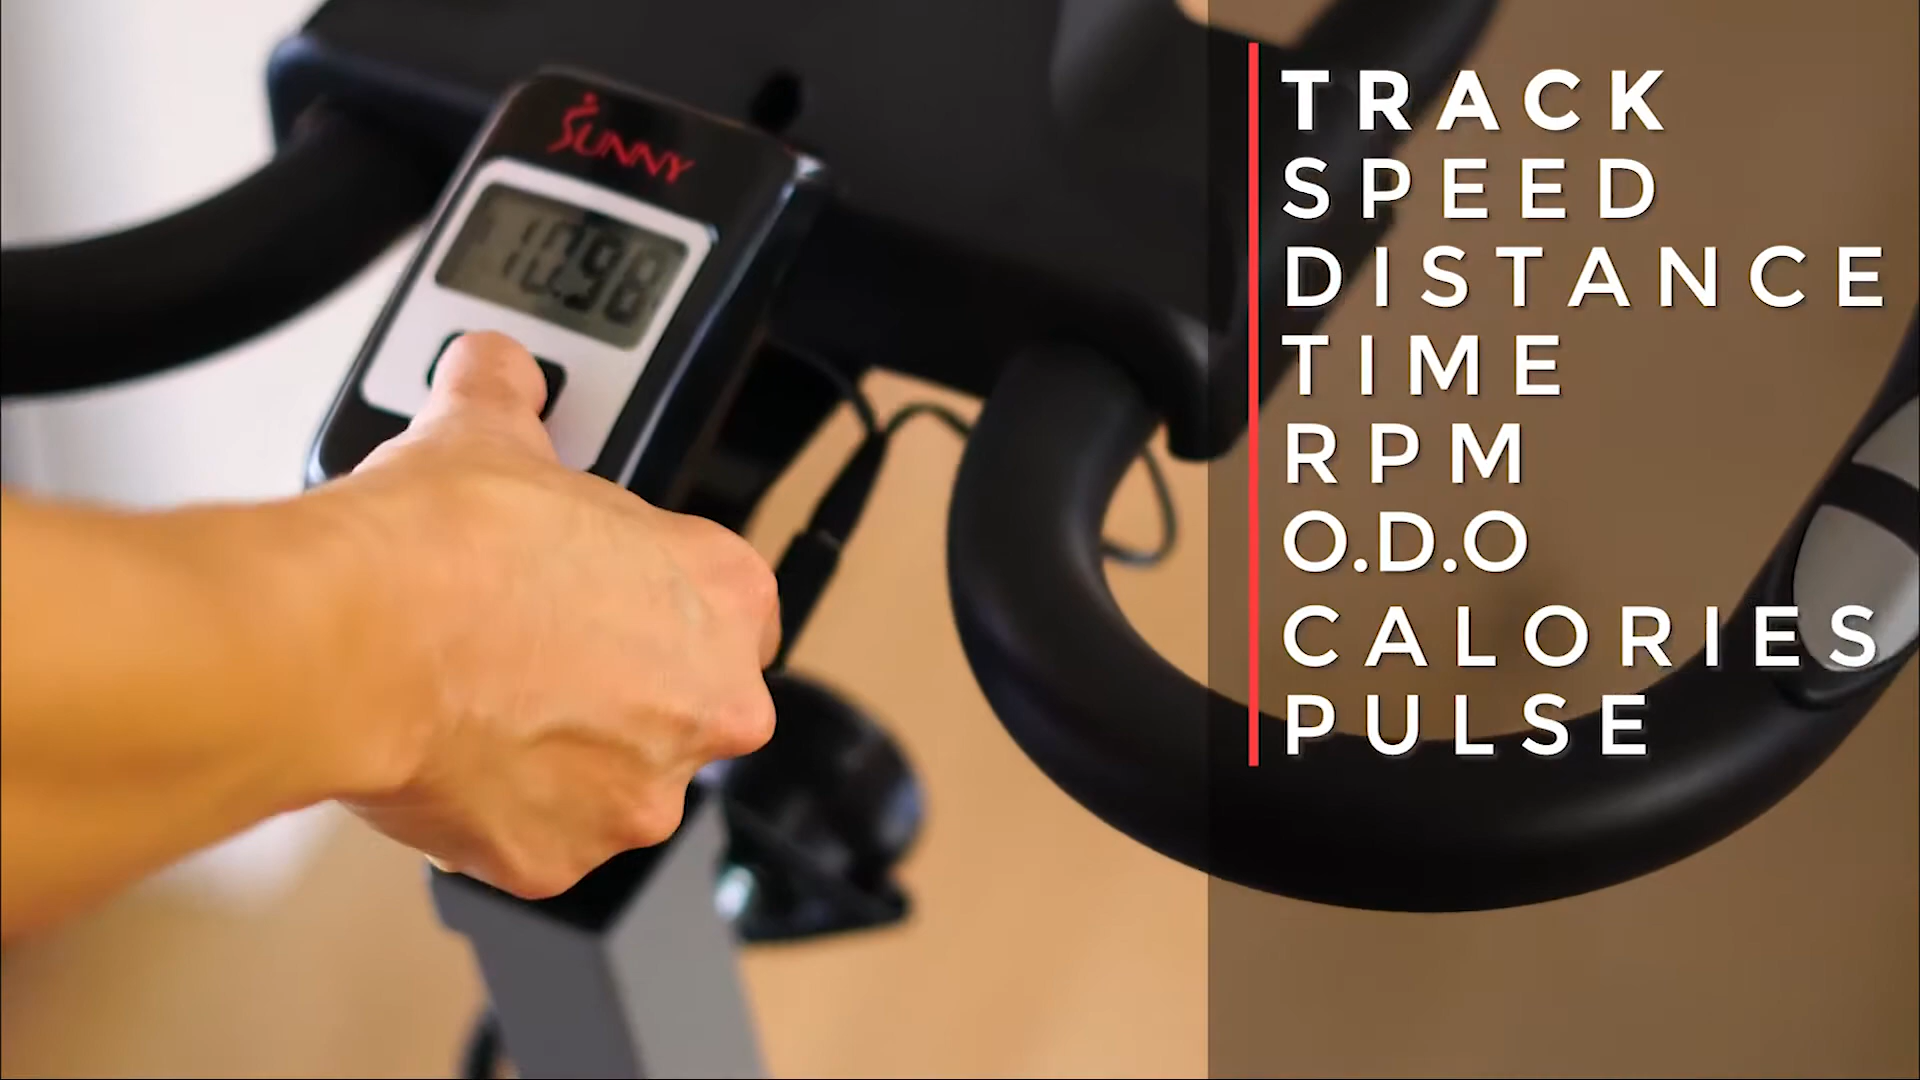 SUNNY
10.98
TRACK
SPEED
DISTANCE
TIME
RPM
O.D.O
CALORIES
PULSE